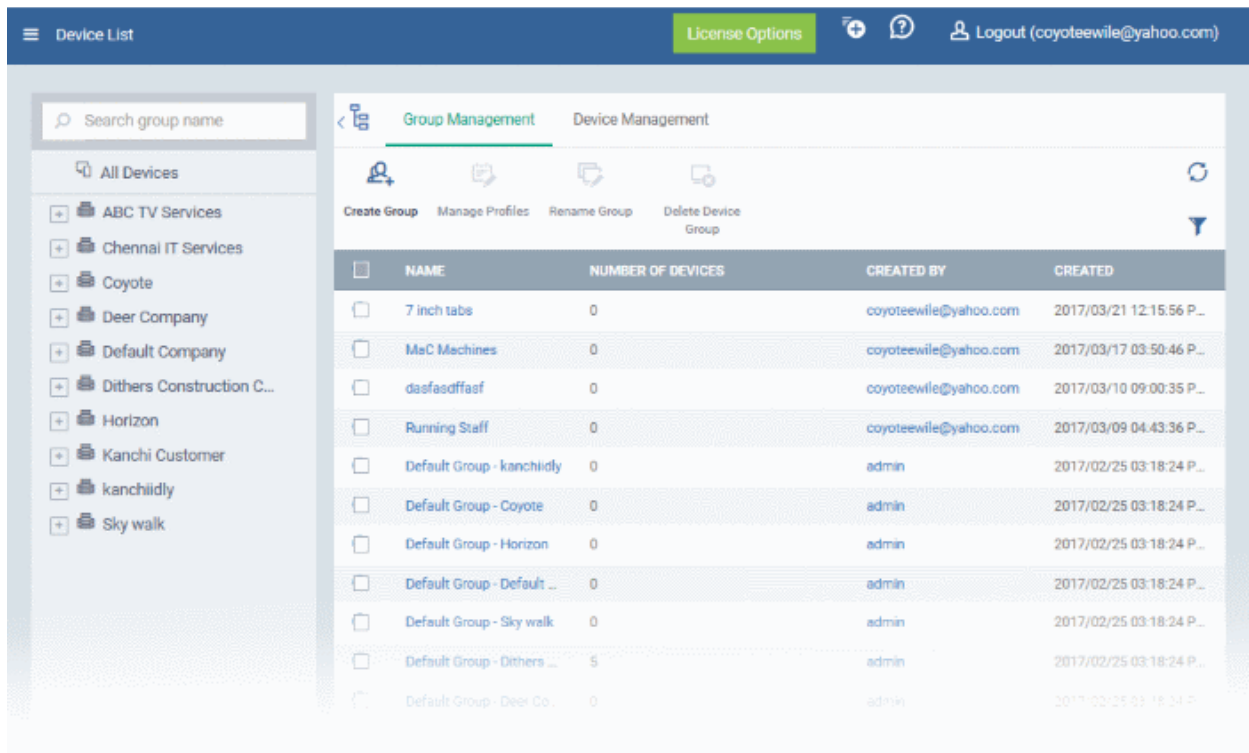 Device List
License Options
Logout (coyoteewile@yahoo.com)
Search group name
All Devices
ABC TV Services
Chennai IT Services
Coyote
Deer Company
Default Company
Dithers Construction C...
Horizon
Kanchi Customer
kanchiidly
Sky walk
Group Management Device Management
Create Group Manage Profiles Rename Group Delete Device
Group
NAME NUMBER OF DEVICES CREATED BY CREATED
7 inch tabs 0 coyoteewile@yahoo.com 2017/03/21 12:15:56 P...
MaC Machines 0 coyoteewile@yahoo.com 2017/03/17 03:50:46 P...
dasfasdffasf 0 coyoteewile@yahoo.com 2017/03/10 09:00:35 P...
Running Staff 0 coyoteewile@yahoo.com 2017/03/09 04:43:36 P...
Default Group - kanchiidly 0 admin 2017/02/25 03:18:24 P...
Default Group - Coyote 0 admin 2017/02/25 03:18:24 P...
Default Group - Horizon 0 admin 2017/02/25 03:18:24 P...
Default Group - Default ... 0 admin 2017/02/25 03:18:24 P...
Default Group - Sky walk 0 admin 2017/02/25 03:18:24 P...
Default Group - Dithers ... 5 admin 2017/02/25 03:18:24 P...
Default Group - Deer Co... 0 admin